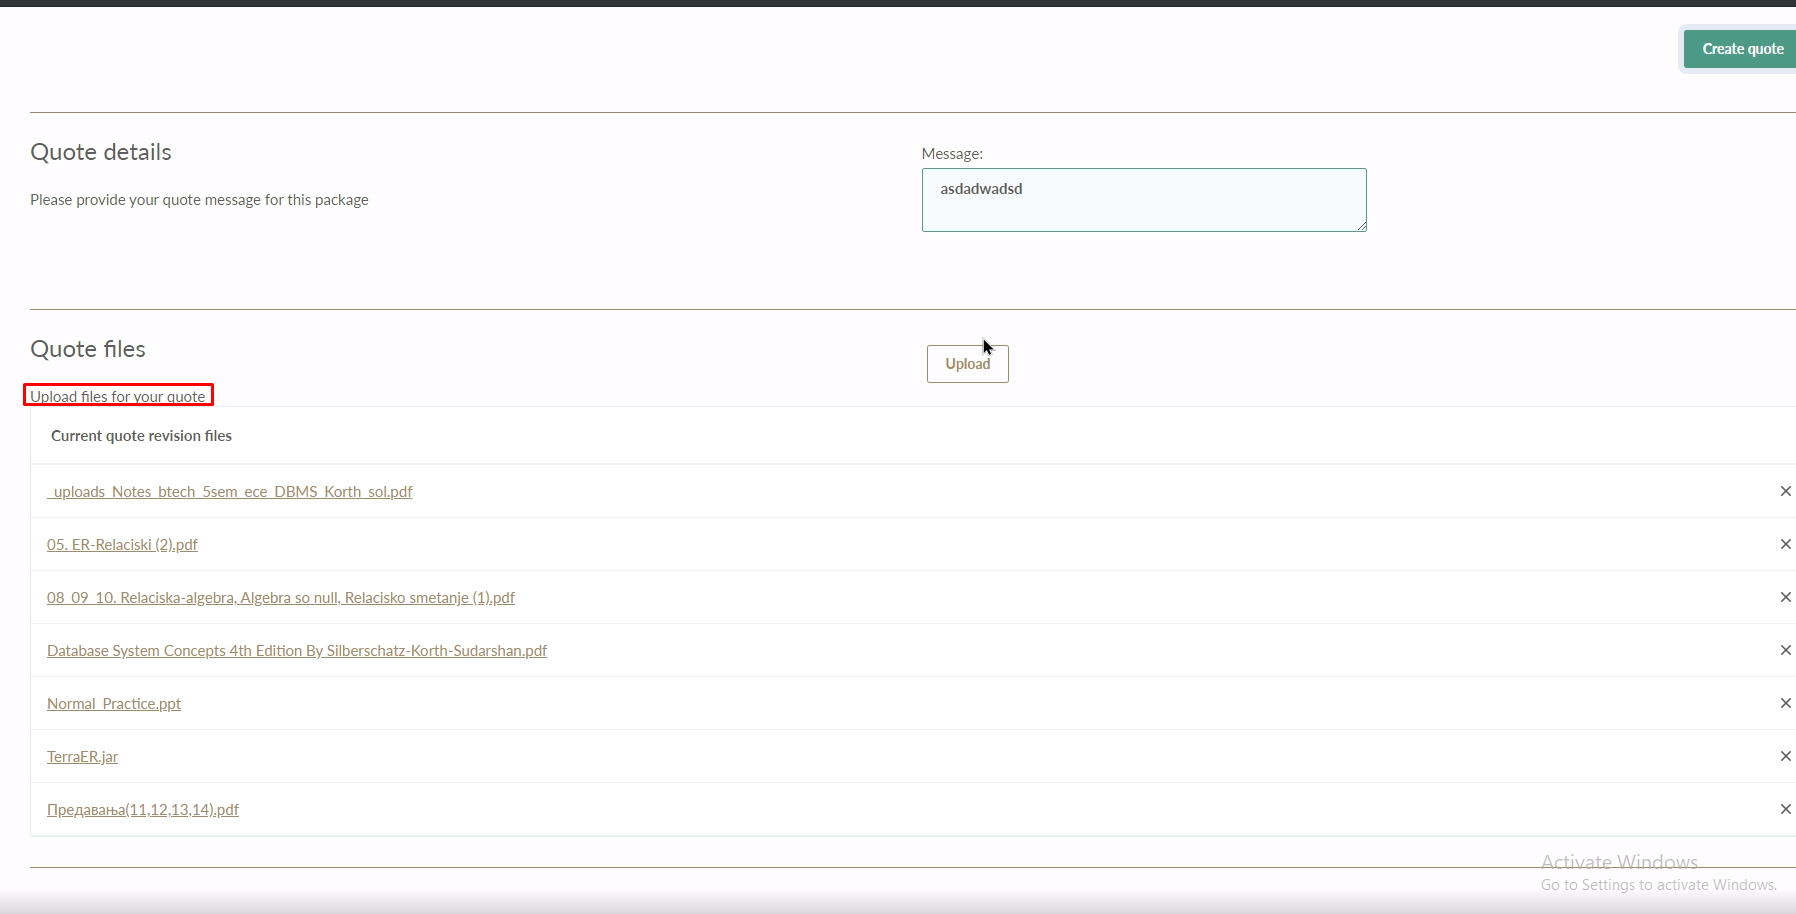 Create quote
Quote details
Message:
asdadwadsd
Please provide your quote message for this package
Quote files
Upload
Upload files for your quote
Current quote revision files
_uploads_Notes_btech_5sem_ece_DBMS_Korth_sol.pdf
05. ER-Relaciski (2).pdf
08_09_10. Relaciska-algebra, Algebra so null, Relacisko smetanje (1).pdf
Database System Concepts 4th Edition By Silberschatz-Korth-Sudarshan.pdf
Normal_Practice.ppt
TerraER.jar
Предавања(11,12,13,14).pdf
Activate Windows
Go to Settings to activate Windows.